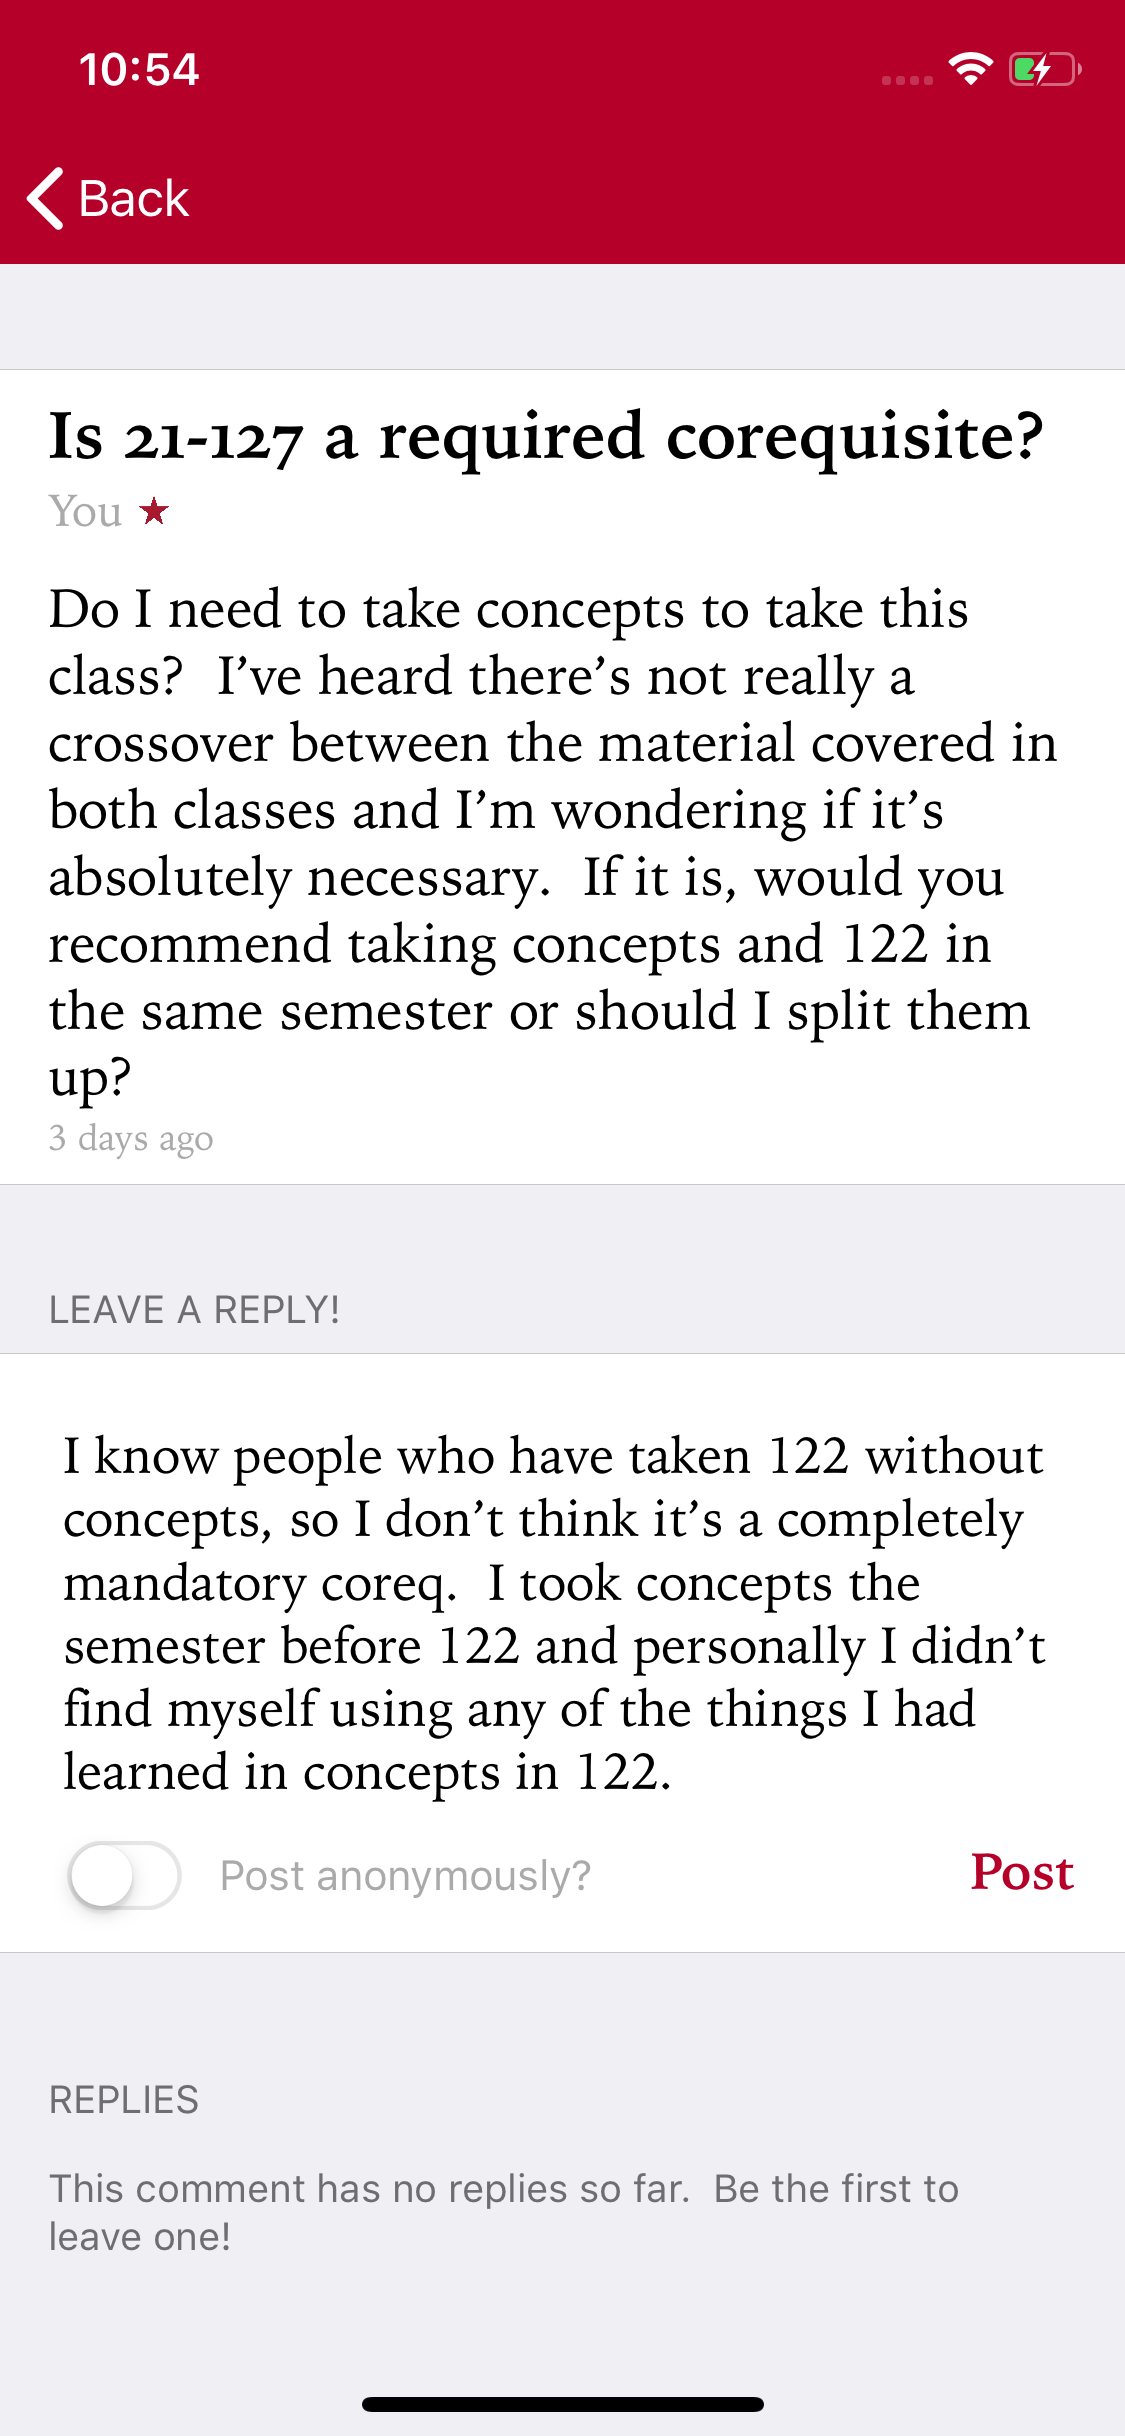 10:54
Back
Is 21-127 a required corequisite?
You ★
Do I need to take concepts to take this
class?  I’ve heard there’s not really a
crossover between the material covered in
both classes and I’m wondering if it’s
absolutely necessary.  If it is, would you
recommend taking concepts and 122 in
the same semester or should I split them
up?
3 days ago
LEAVE A REPLY!
I know people who have taken 122 without
concepts, so I don’t think it’s a completely
mandatory coreq.  I took concepts the
semester before 122 and personally I didn’t
find myself using any of the things I had
learned in concepts in 122.
Post anonymously? Post
REPLIES
This comment has no replies so far.  Be the first to
leave one!